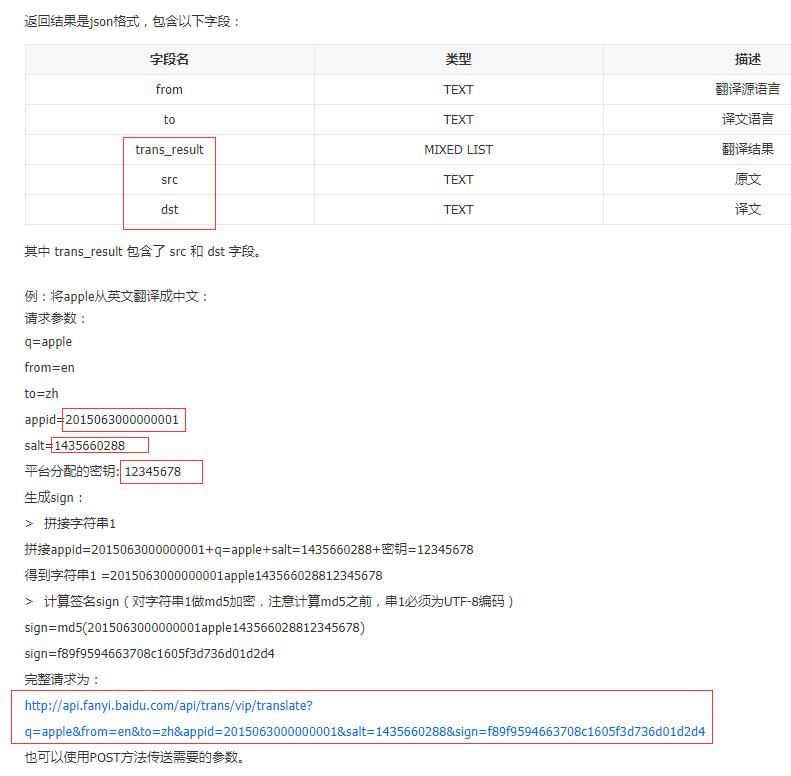 返回结果是json格式，包含以下字段：
字段名 类型 描述
from TEXT 翻译源语言
to TEXT 译文语言
trans_result MIXED LIST 翻译结果
src TEXT 原文
dst TEXT 译文
其中 trans_result 包含了 src 和 dst 字段。
例：将apple从英文翻译成中文：
请求参数：
q=apple
from=en
to=zh
appid=2015063000000001
salt=1435660288
平台分配的密钥: 12345678
生成sign：
> 拼接字符串1
拼接appid=2015063000000001+q=apple+salt=1435660288+密钥=12345678
得到字符串1 =2015063000000001apple143566028812345678
> 计算签名sign（对字符串1做md5加密，注意计算md5之前，串1必须为UTF-8编码）
sign=md5(2015063000000001apple143566028812345678)
sign=f89f9594663708c1605f3d736d01d2d4
完整请求为：
http://api.fanyi.baidu.com/api/trans/vip/translate?
q=apple&from=en&to=zh&appid=2015063000000001&salt=1435660288&sign=f89f9594663708c1605f3d736d01d2d4
也可以使用POST方法传送需要的参数。